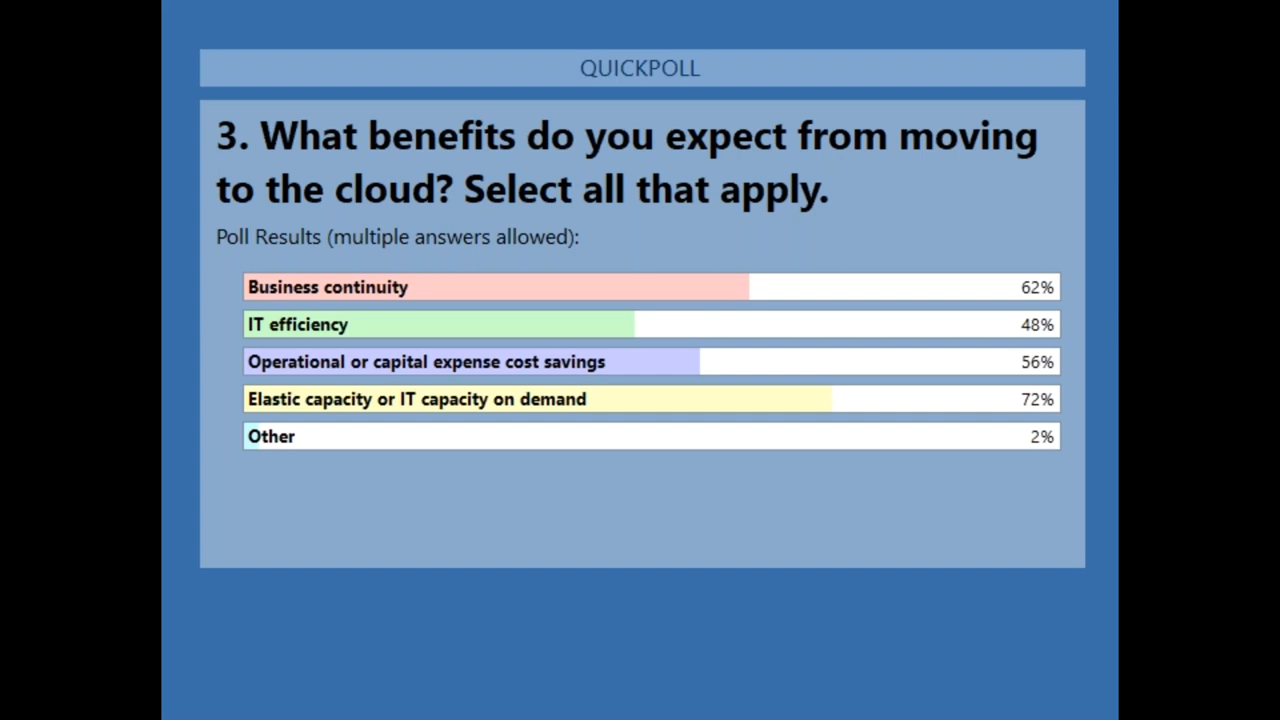 QUICKPOLL
3. What benefits do you expect from moving
to the cloud? Select all that apply.
Poll Results (multiple answers allowed):
Business continuity 62%
IT efficiency 48%
Operational or capital expense cost savings 56%
Elastic capacity or IT capacity on demand 72%
Other 2%